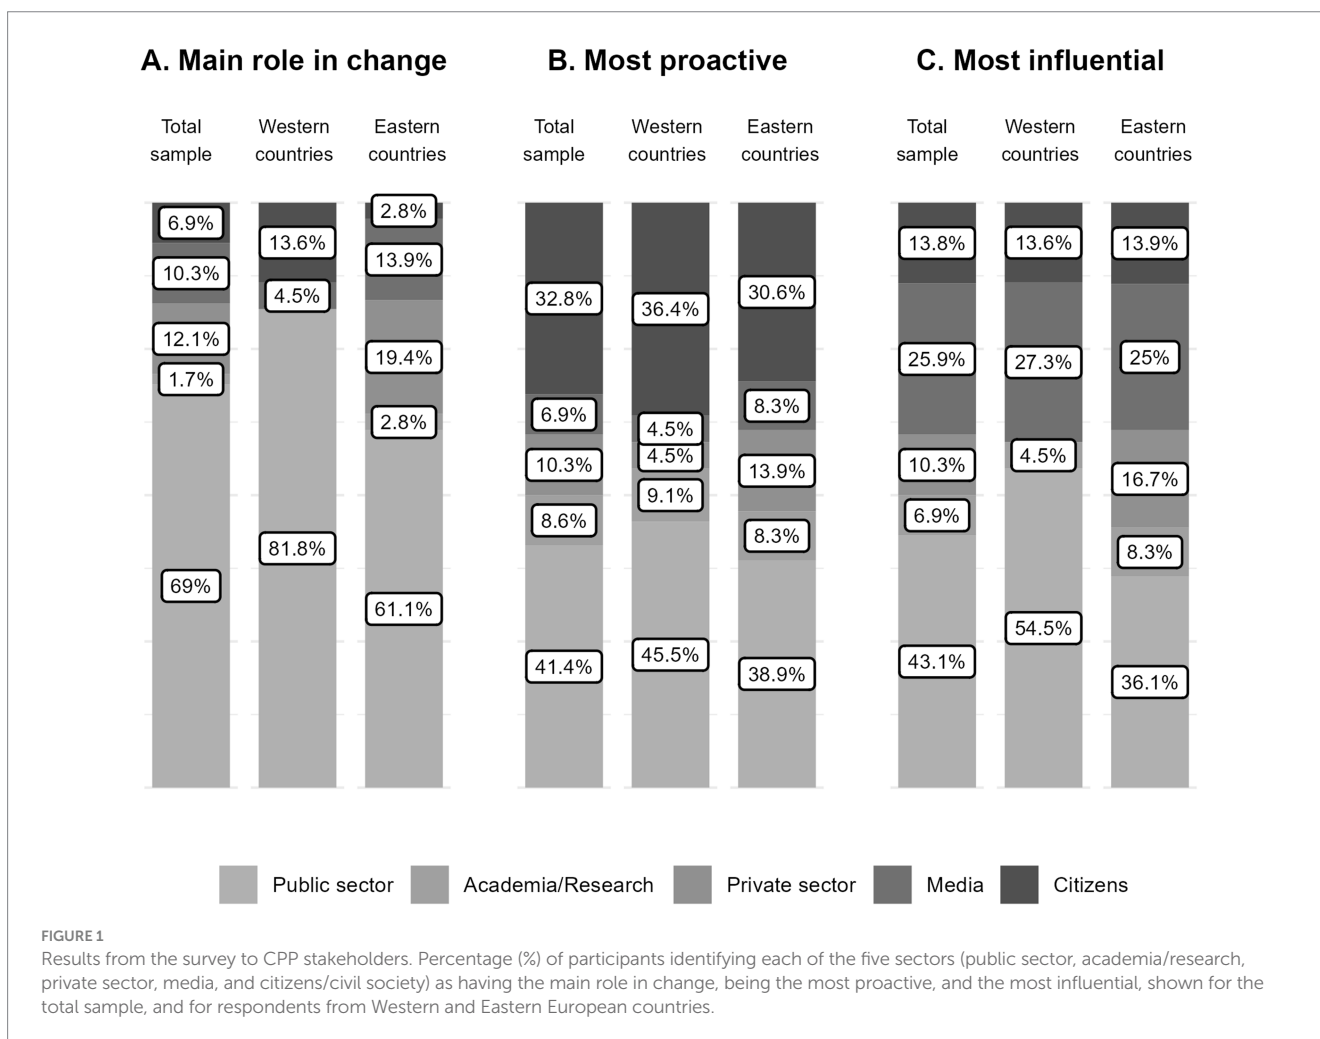 A. Main role in change
B. Most proactive
C. Most influential
Total sample
Western countries
Eastern countries
Total sample
Western countries
Eastern countries
Total sample
Western countries
Eastern countries
6.9%
10.3%
12.1%
1.7%
69%
13.6%
4.5%
81.8%
2.8%
13.9%
19.4%
2.8%
61.1%
32.8%
6.9%
10.3%
8.6%
41.4%
36.4%
4.5%
4.5%
9.1%
45.5%
30.6%
8.3%
13.9%
8.3%
38.9%
13.8%
25.9%
10.3%
6.9%
43.1%
13.6%
27.3%
4.5%
54.5%
13.9%
25%
16.7%
8.3%
36.1%
Public sector
Academia/Research
Private sector
Media
Citizens
FIGURE 1
Results from the survey to CPP stakeholders. Percentage (%) of participants identifying each of the five sectors (public sector, academia/research,
private sector, media, and citizens/civil society) as having the main role in change, being the most proactive, and the most influential, shown for the
total sample, and for respondents from Western and Eastern European countries.